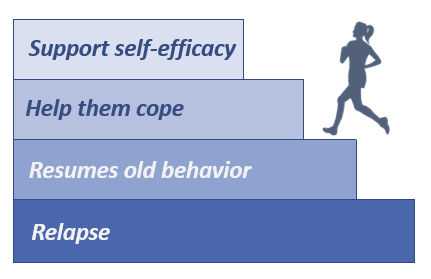 Support self-efficacy
Help them cope
Resumes old behavior
Relapse